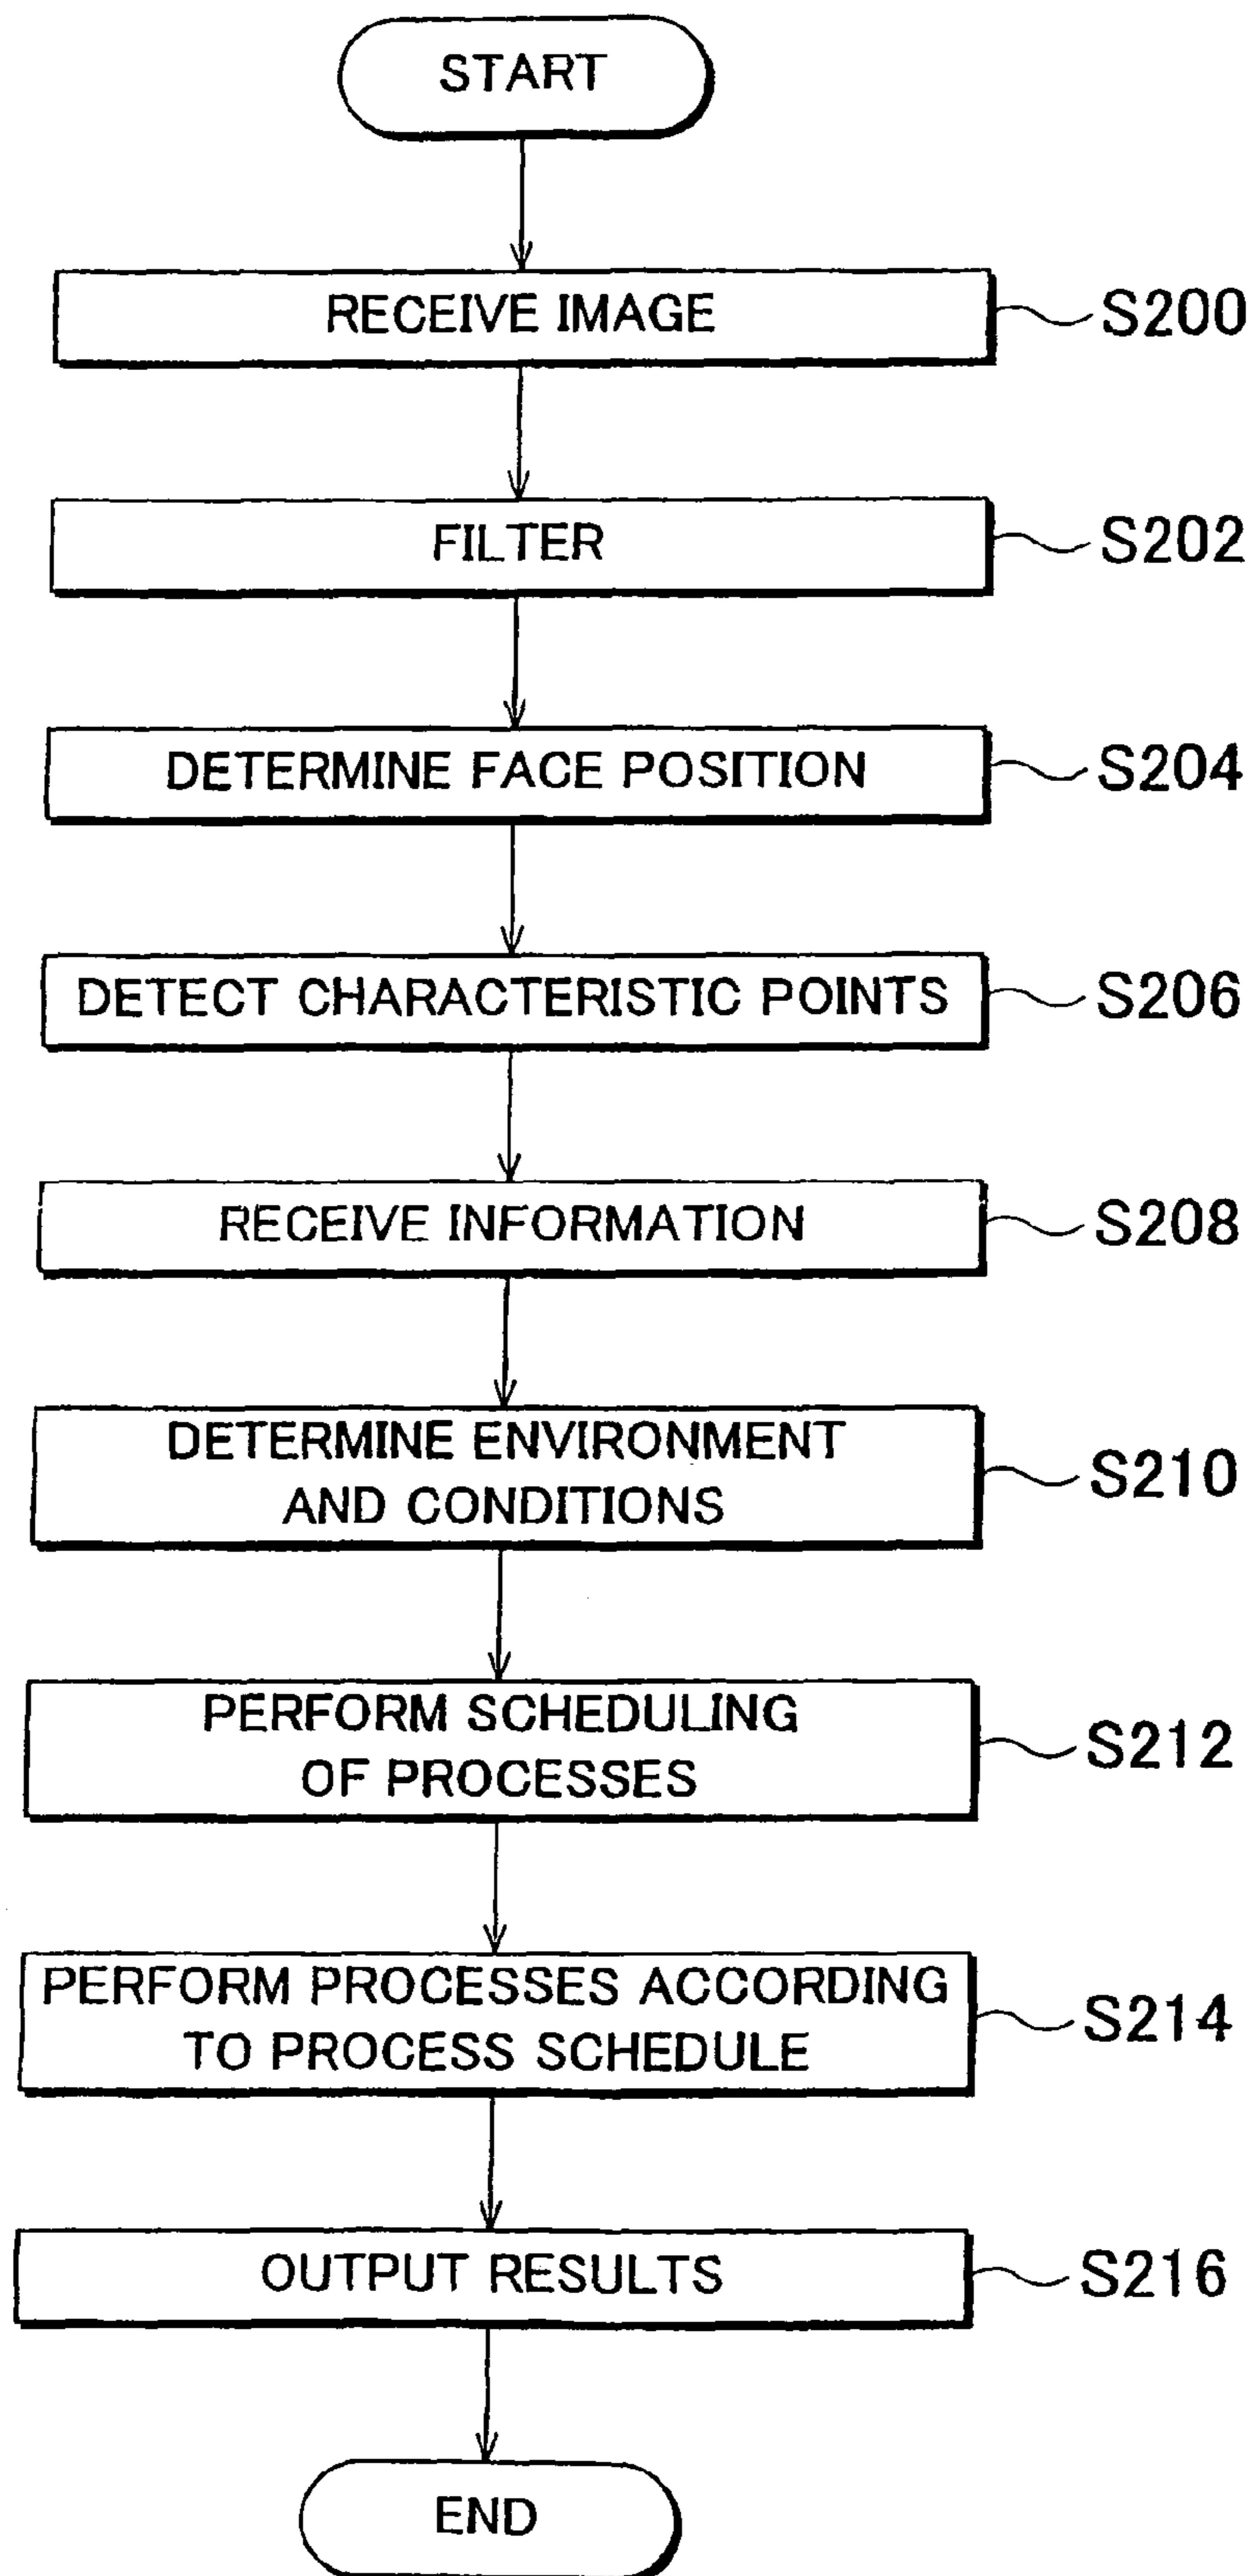 START
RECEIVE IMAGE
S200
FILTER
S202
DETERMINE FACE POSITION
S204
DETECT CHARACTERISTIC POINTS
S206
RECEIVE INFORMATION
S208
DETERMINE ENVIRONMENT
AND CONDITIONS
S210
PERFORM SCHEDULING
OF PROCESSES
S212
PERFORM PROCESSES ACCORDING
TO PROCESS SCHEDULE
S214
OUTPUT RESULTS
S216
END